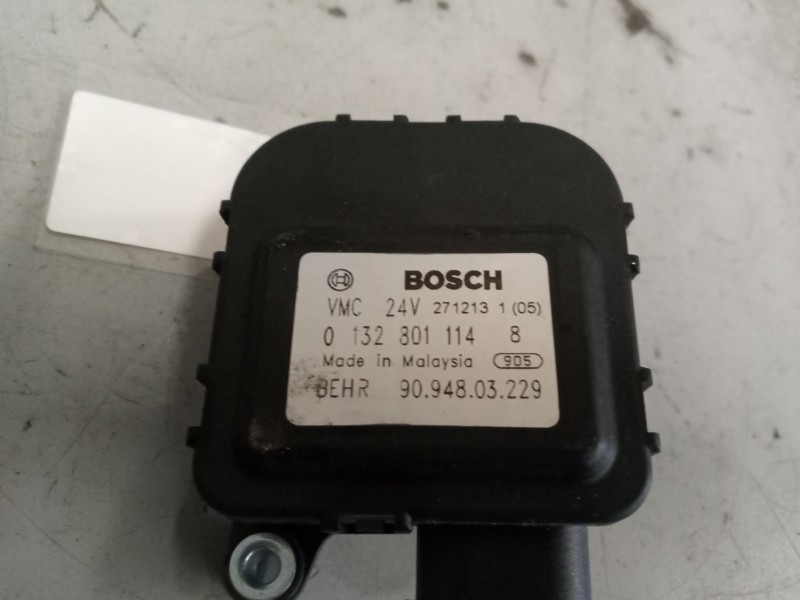 BOSCH
VMC 24V 271213 1 (05)
0 132 801 114 8
Made in Malaysia 905
BEHR 90.948.03.229